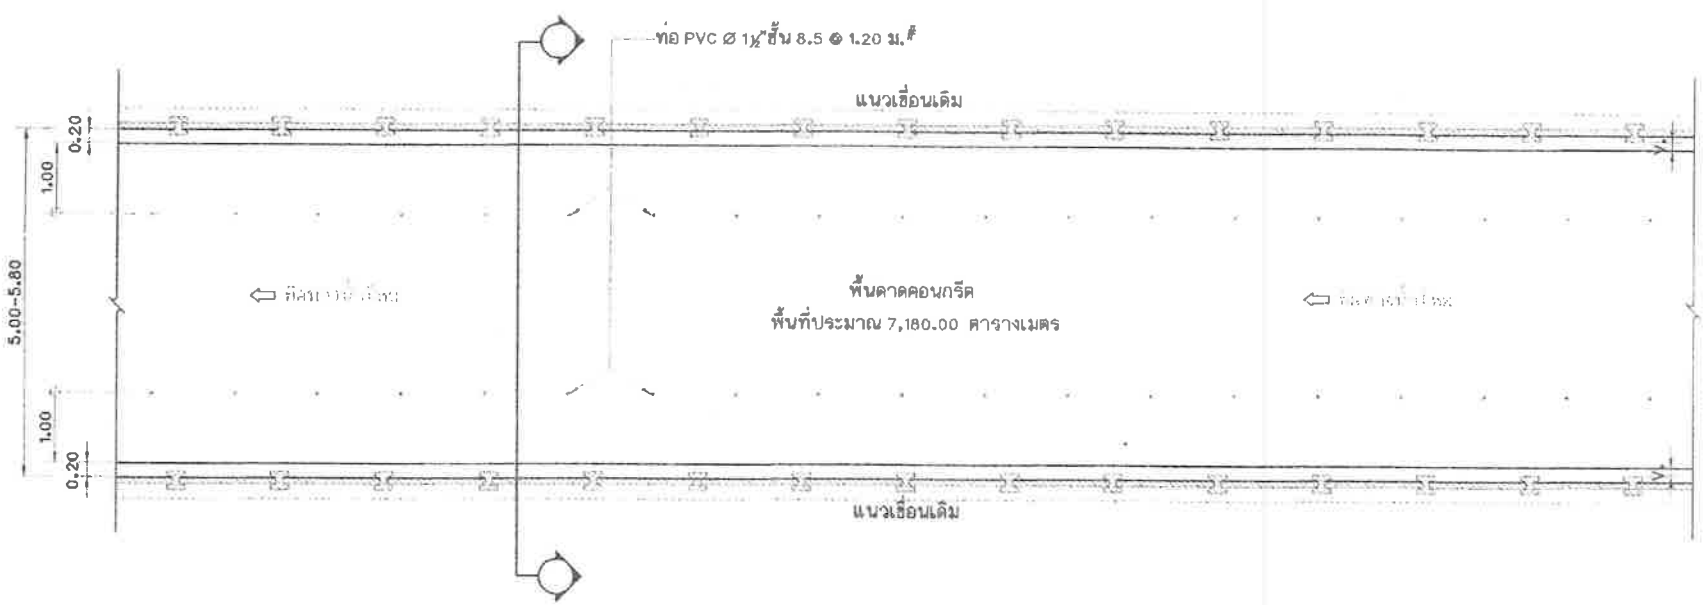 ท่อ PVC Ø 1½" ชั้น 8.5 @ 1.20 ม.#
แนวเขื่อนเดิม
0.20
1.00
5.00-5.80
พื้นดาดคอนกรีต
พื้นที่ประมาณ 7,180.00 ตารางเมตร
1.00
0.20
แนวเขื่อนเดิม